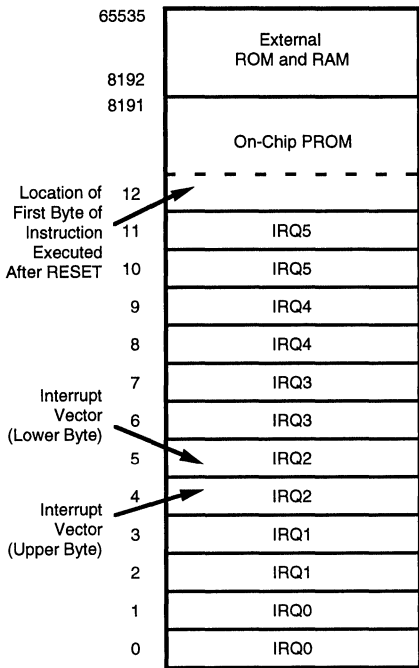 65535
External
ROM and RAM
8192
8191
On-Chip PROM
Location of
First Byte of
Instruction
Executed
After RESET
12
11 IRQ5
10 IRQ5
9 IRQ4
8 IRQ4
7 IRQ3
Interrupt
Vector
(Lower Byte)
6 IRQ3
5 IRQ2
4 IRQ2
Interrupt
Vector
(Upper Byte)
3 IRQ1
2 IRQ1
1 IRQ0
0 IRQ0